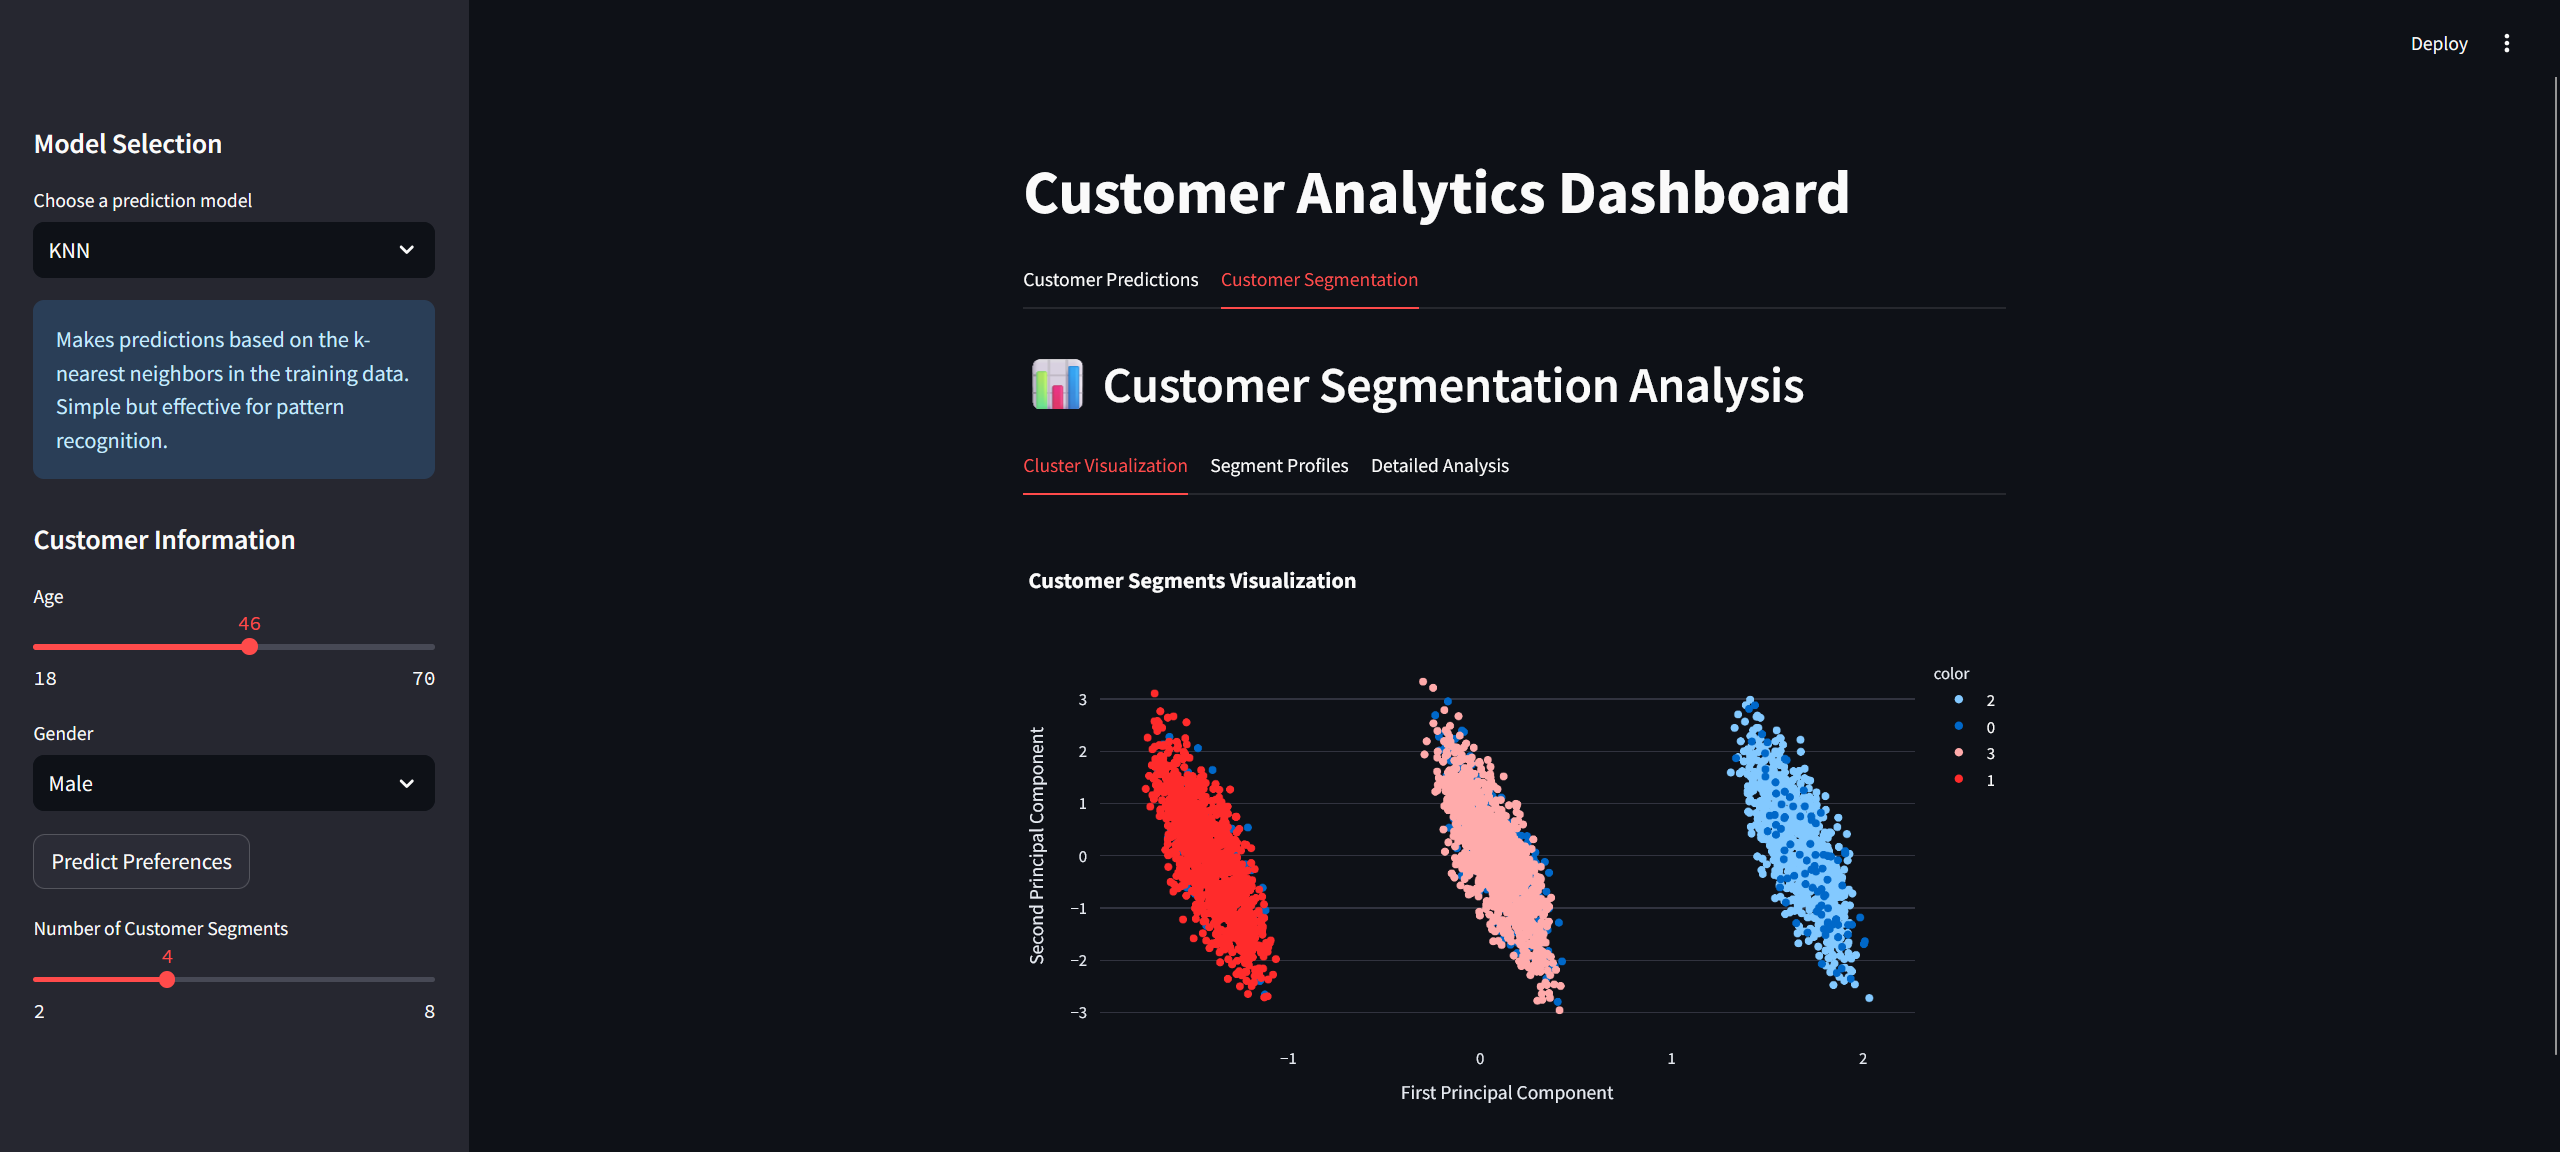 Deploy
Model Selection
Choose a prediction model
KNN
Makes predictions based on the k-
nearest neighbors in the training data.
Simple but effective for pattern
recognition.
Customer Information
Age
46
18 70
Gender
Male
Predict Preferences
Number of Customer Segments
4
2 8
Customer Analytics Dashboard
Customer Predictions Customer Segmentation
Customer Segmentation Analysis
Cluster Visualization Segment Profiles Detailed Analysis
Customer Segments Visualization
color
2
0
3
1
Second Principal Component
3
2
1
0
−1
−2
−3
−1 0 1 2
First Principal Component